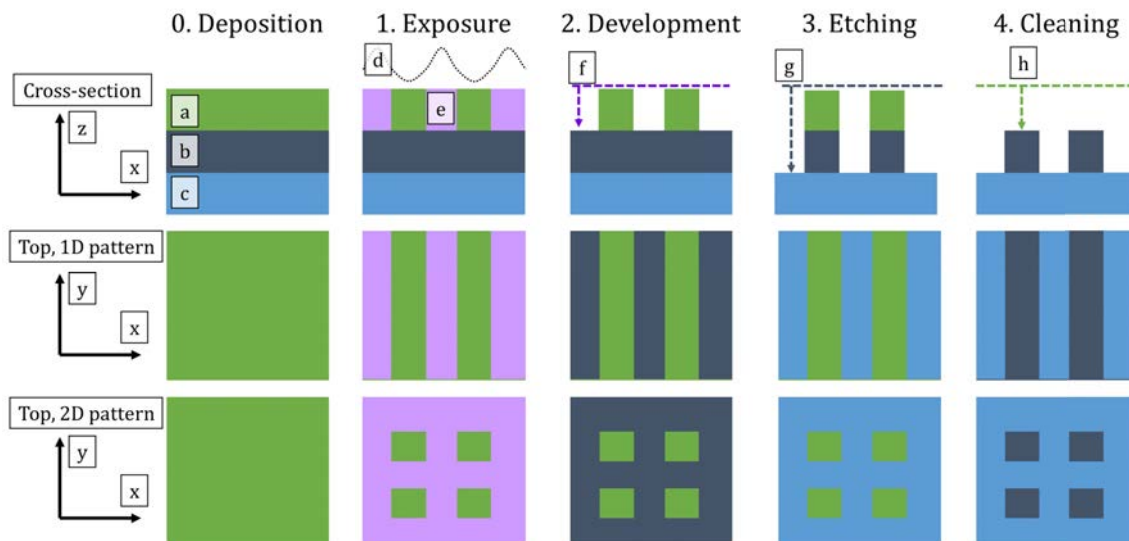 0. Deposition
1. Exposure
2. Development
3. Etching
4. Cleaning
Cross-section
z
x
a
b
c
d
e
f
g
h
Top, 1D pattern
y
x
Top, 2D pattern
y
x